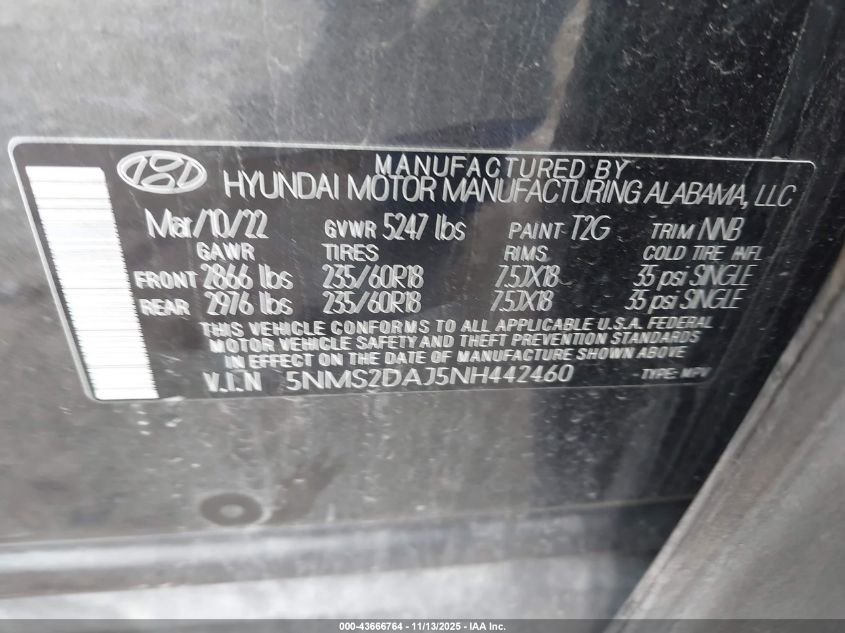 MANUFACTURED BY
HYUNDAI MOTOR MANUFACTURING ALABAMA, LLC
Mar/10/22 GVWR 5247 lbs PAINT T2G TRIM NNB
GAWR TIRES RIMS COLD TIRE INFL
FRONT 2866 lbs 235/60R18 7.5JX18 35 psi SINGLE
REAR 2976 lbs 235/60R18 7.5JX18 35 psi SINGLE
THIS VEHICLE CONFORMS TO ALL APPLICABLE U.S.A. FEDERAL
MOTOR VEHICLE SAFETY AND THEFT PREVENTION STANDARDS
IN EFFECT ON THE DATE OF MANUFACTURE SHOWN ABOVE
V.I.N 5NMS2DAJ5NH442460 TYPE: MPV
000-43666764 - 11/13/2025 - IAA Inc.